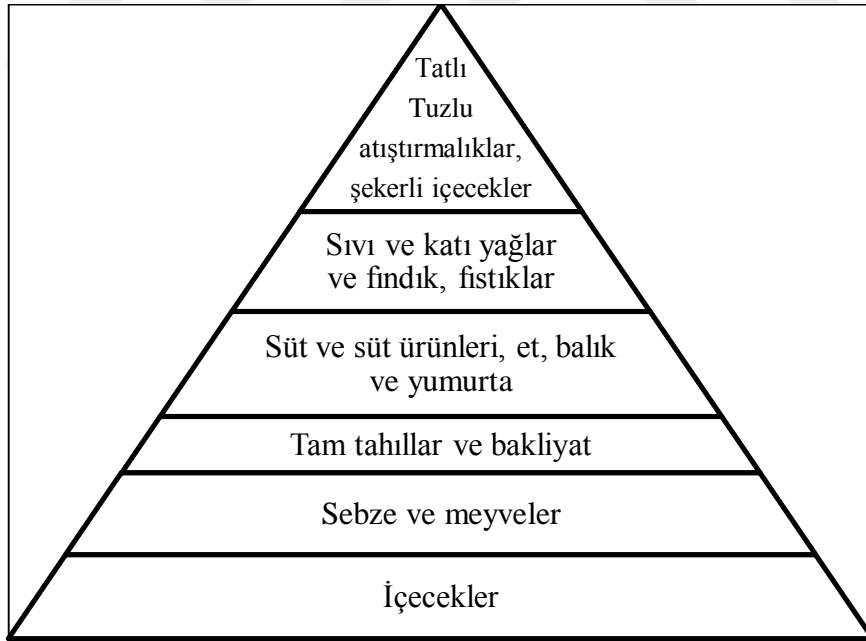 Tatlı
Tuzlu
atıştırmalıklar,
şekerli içecekler
Sıvı ve katı yağlar
ve fındık, fıstıklar
Süt ve süt ürünleri, et, balık
ve yumurta
Tam tahıllar ve bakliyat
Sebze ve meyveler
İçecekler